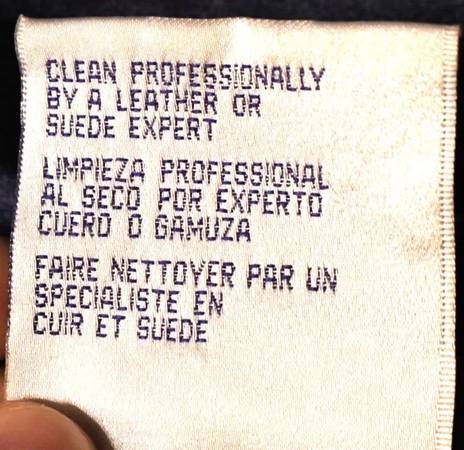 CLEAN PROFESSIONALLY
BY A LEATHER OR
SUEDE EXPERT
LIMPIEZA PROFESSIONAL
AL SECO POR EXPERTO
CUERO O GAMUZA
FAIRE NETTOYER PAR UN
SPECIALISTE EN
CUIR ET SUEDE